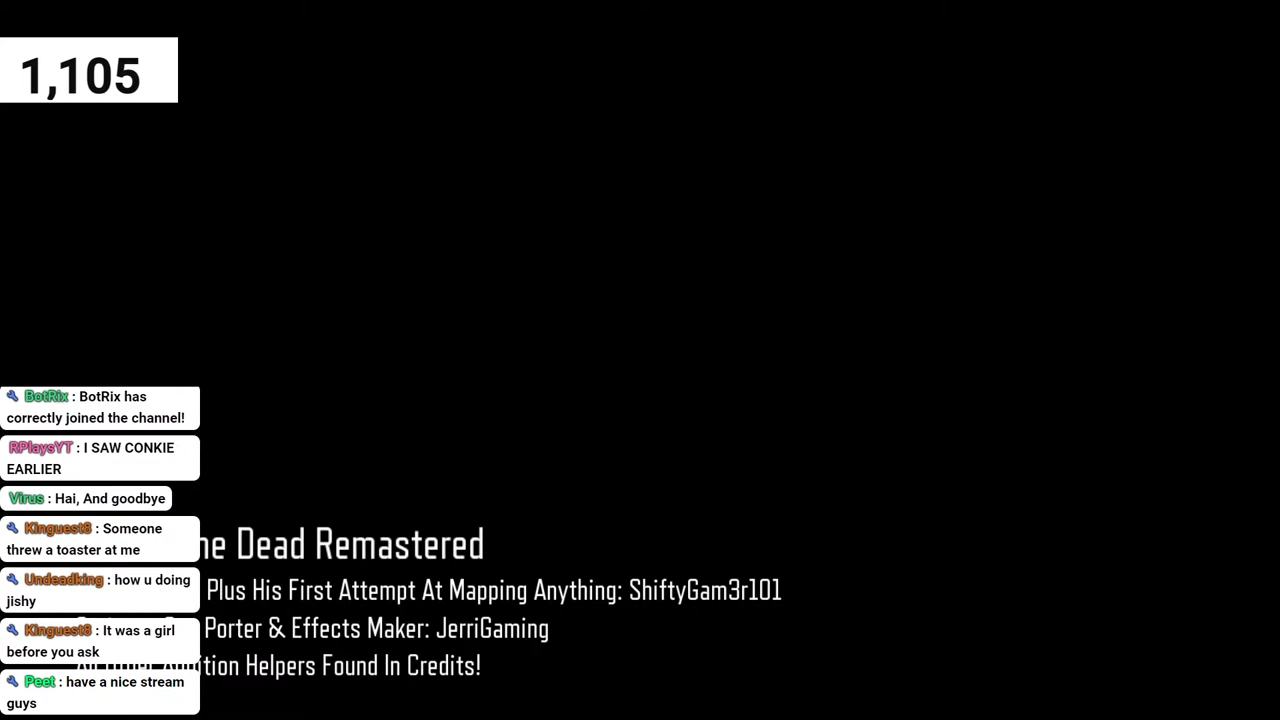 1,105
BotRix : BotRix has
correctly joined the channel!
RPlaysYT : I SAW CONKIE
EARLIER
Virus : Hai, And goodbye
Kinguest8 : Someone
threw a toaster at me
Undeadking : how u doing
jishy
Kinguest8 : It was a girl
before you ask
Peet : have a nice stream
guys
Dead Remastered
Plus His First Attempt At Mapping Anything: ShiftyGam3r101
Porter & Effects Maker: JerriGaming
Helpers Found In Credits!